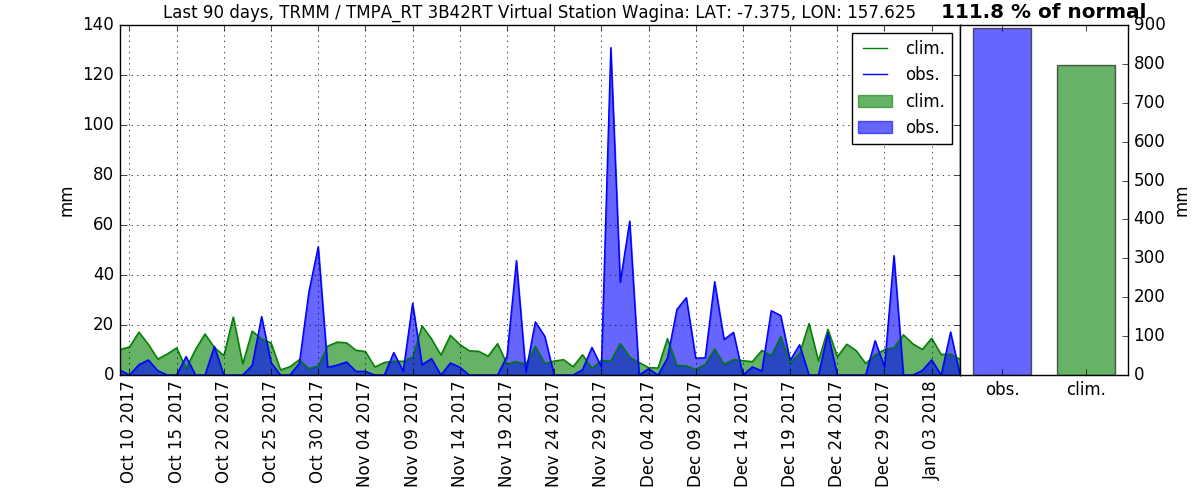 Last 90 days, TRMM / TMPA_RT 3B42RT Virtual Station Wagina: LAT: -7.375, LON: 157.625
111.8 % of normal
mm
140
120
100
80
60
40
20
0
clim.
obs.
clim.
obs.
900
800
700
600
500
400
300
200
100
0
mm
Oct 10 2017
Oct 15 2017
Oct 20 2017
Oct 25 2017
Oct 30 2017
Nov 04 2017
Nov 09 2017
Nov 14 2017
Nov 19 2017
Nov 24 2017
Nov 29 2017
Dec 04 2017
Dec 09 2017
Dec 14 2017
Dec 19 2017
Dec 24 2017
Dec 29 2017
Jan 03 2018
obs.
clim.